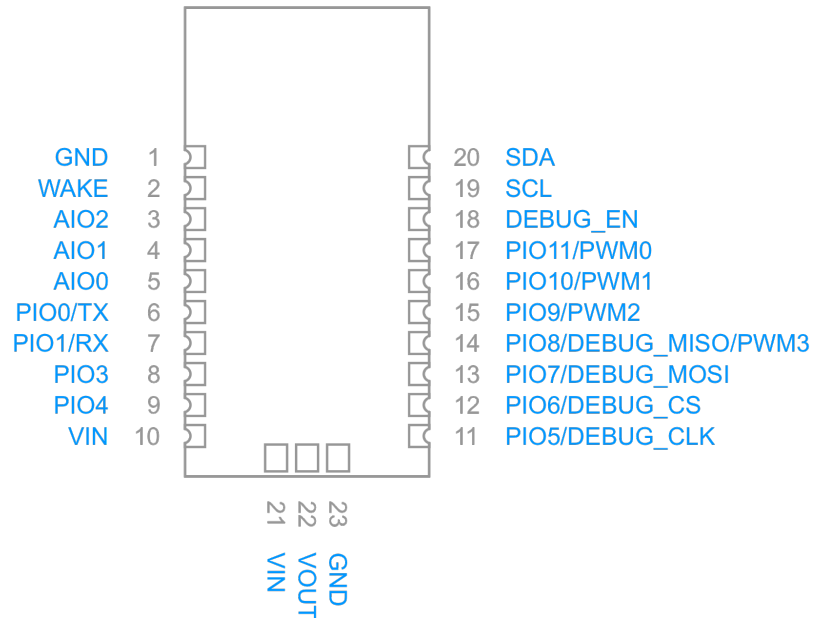 GND 1 20 SDA
WAKE 2 19 SCL
AIO2 3 18 DEBUG_EN
AIO1 4 17 PIO11/PWM0
AIO0 5 16 PIO10/PWM1
PIO0/TX 6 15 PIO9/PWM2
PIO1/RX 7 14 PIO8/DEBUG_MISO/PWM3
PIO3 8 13 PIO7/DEBUG_MOSI
PIO4 9 12 PIO6/DEBUG_CS
VIN 10 11 PIO5/DEBUG_CLK
21 VIN
22 VOUT
23 GND